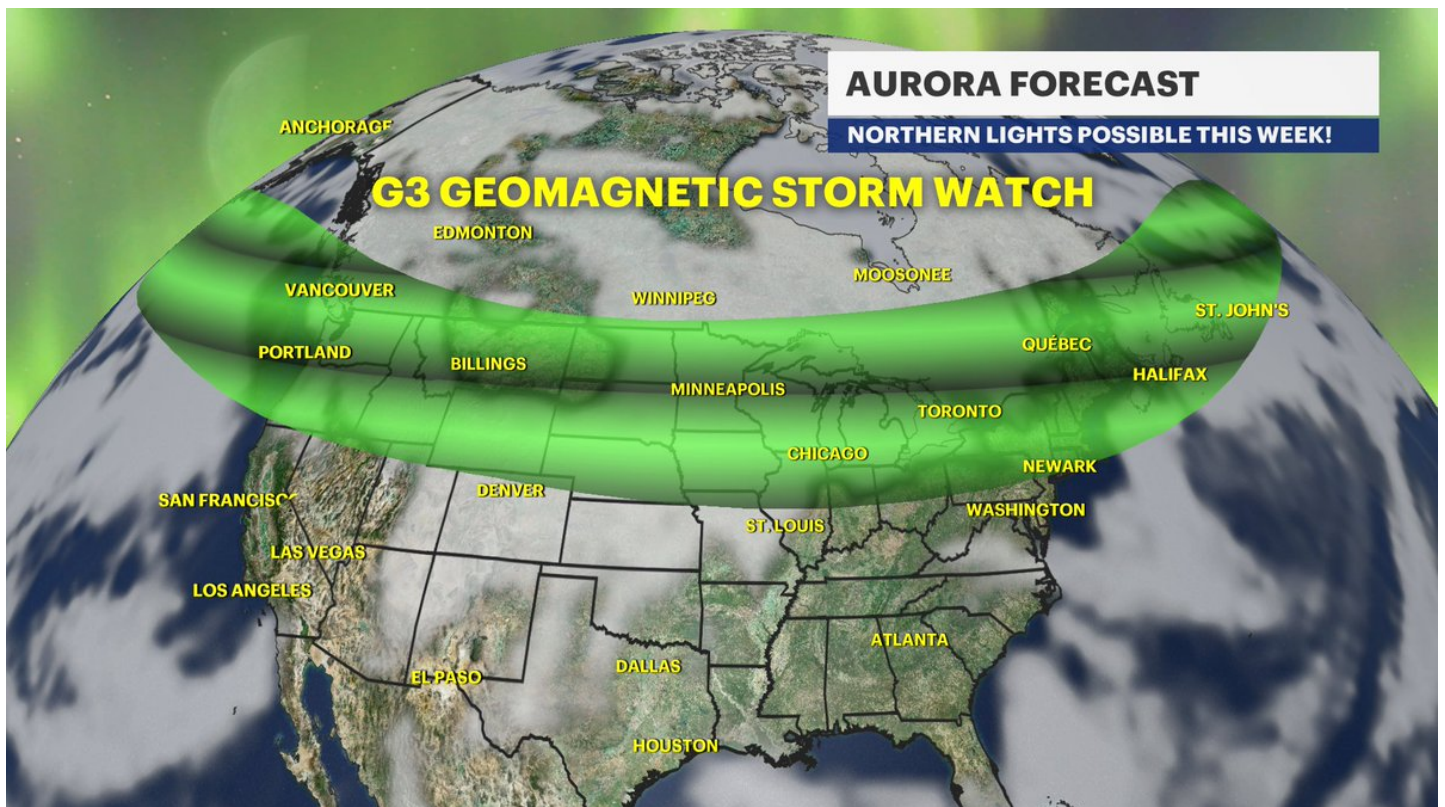 AURORA FORECAST
NORTHERN LIGHTS POSSIBLE THIS WEEK!
ANCHORAGE
G3 GEOMAGNETIC STORM WATCH
EDMONTON
MOOSONEE
VANCOUVER
WINNIPEG
ST. JOHN'S
QUÉBEC
PORTLAND
BILLINGS
HALIFAX
MINNEAPOLIS
TORONTO
CHICAGO
NEWARK
DENVER
SAN FRANCISC
WASHINGTON
ST. LOUIS
LAS VEGAS
LOS ANGELES
ATLANTA
DALLAS
EL PASO
HOUSTON